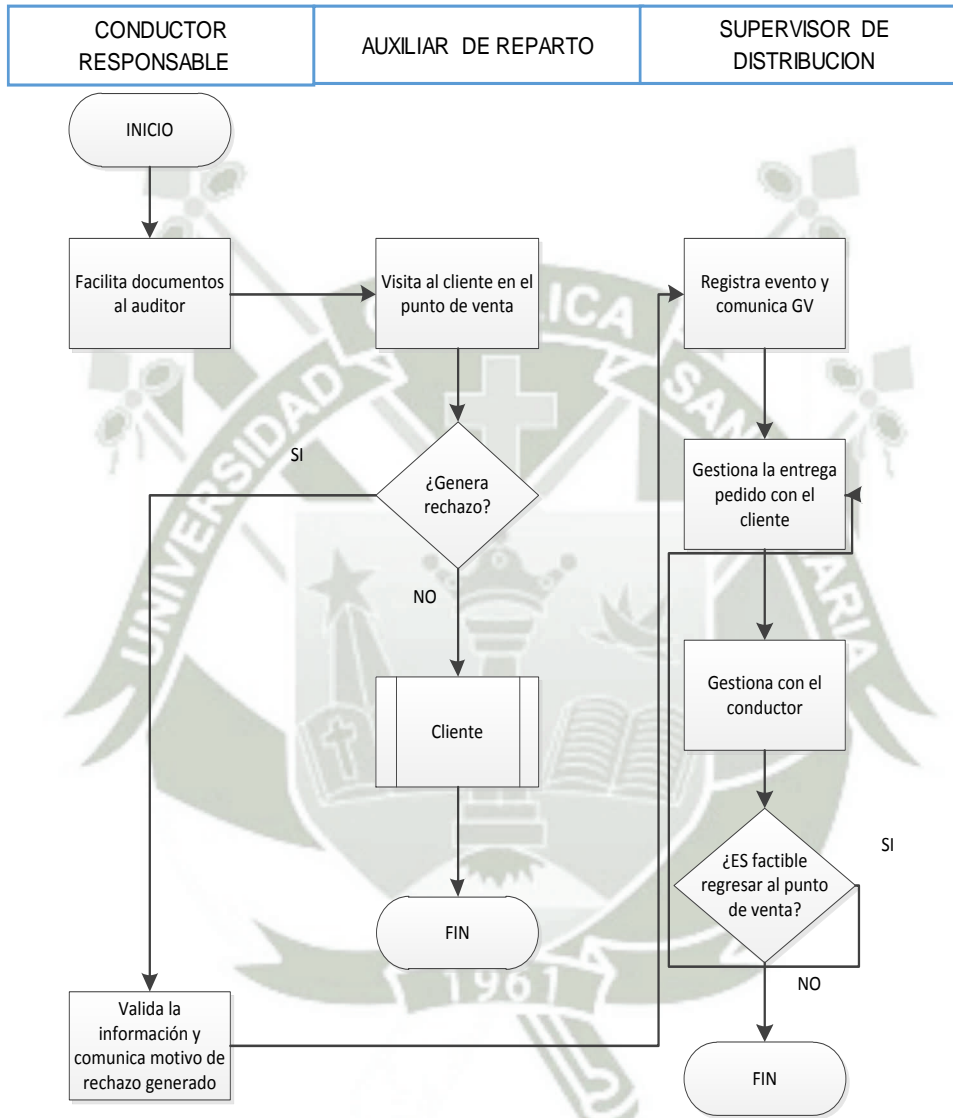 CONDUCTOR
RESPONSABLE
AUXILIAR DE REPARTO
SUPERVISOR DE
DISTRIBUCION
INICIO
Facilita documentos
al auditor
Visita al cliente en el
punto de venta
Registra evento y
comunica GV
SI
¿Genera
rechazo?
Gestiona la entrega
pedido con el
cliente
NO
Gestiona con el
conductor
Cliente
SI
¿ES factible
regresar al punto
de venta?
FIN
NO
Valida la
información y
comunica motivo de
rechazo generado
FIN
UNIVERSIDAD
1961